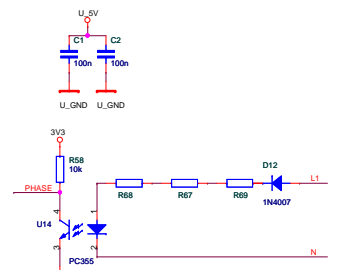 U_5V
C1 C2
100n 100n
U_GND U_GND
3V3
R58
10k
D12
L1
PHASE
R68 R67 R69
1N4007
4 1
U14
N
3 2
PC355